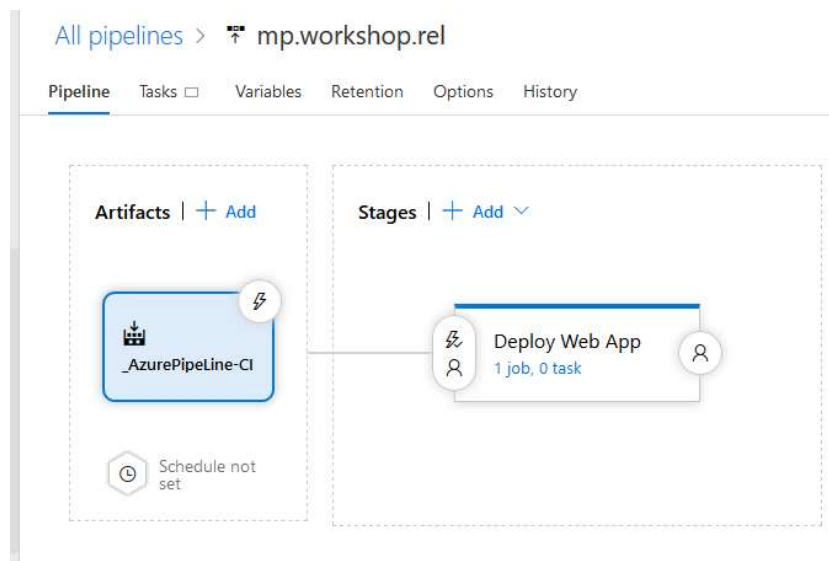 All pipelines > mp.workshop.rel
Pipeline Tasks Variables Retention Options History
Artifacts | + Add
Stages | + Add
_AzurePipeLine-CI
Deploy Web App
1 job, 0 task
Schedule not
set